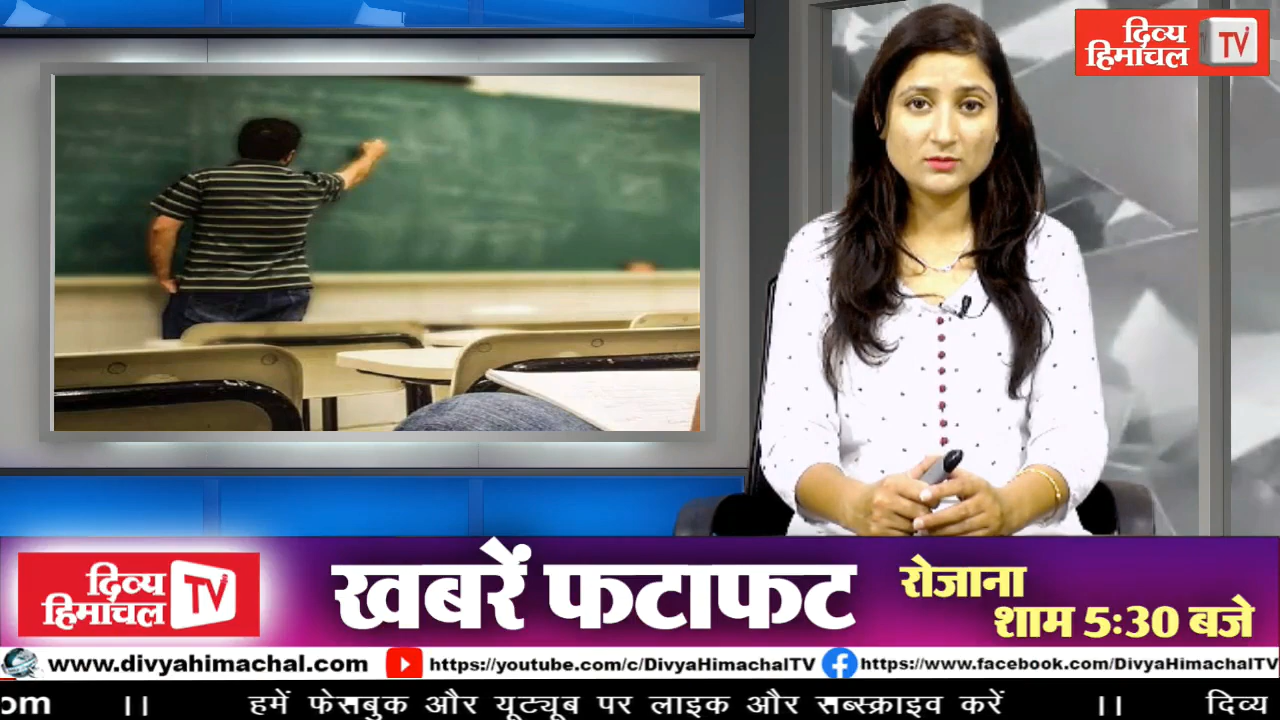 दिव्य
हिमाचल TV
दिव्य
हिमाचल TV
खबरें फटाफट
रोजाना
शाम 5:30 बजे
www.divyahimachal.com https://youtube.com/c/DivyaHimachalTV https://www.facebook.com/DivyaHimachalTV
om || हमें फेसबुक और यूट्यूब पर लाइक और सब्स्क्राइव करें || दिव्य